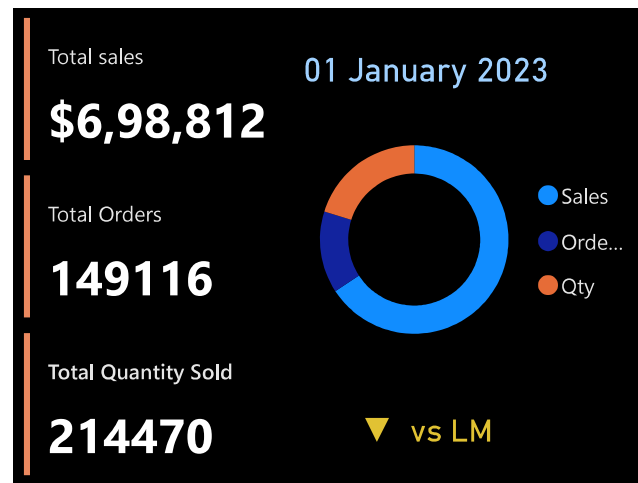 Total sales
$6,98,812
Total Orders
149116
Total Quantity Sold
214470
01 January 2023
Sales
Orde...
Qty
▼ vs LM